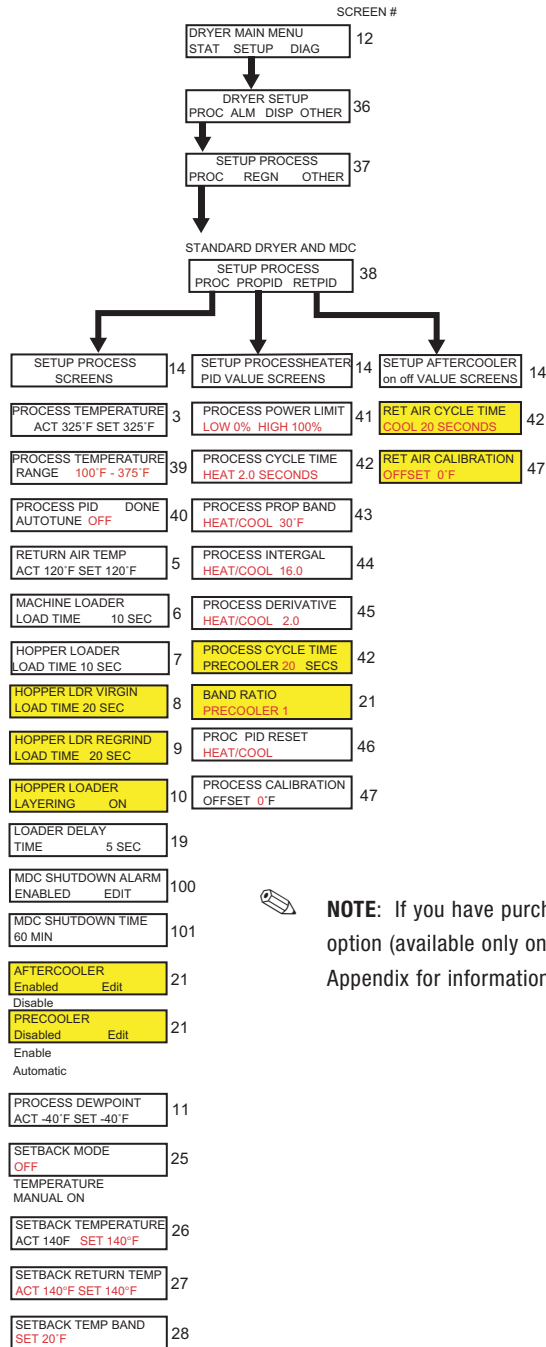 SCREEN #
DRYER MAIN MENU
STAT SETUP DIAG
12
DRYER SETUP
PROC ALM DISP OTHER
36
SETUP PROCESS
PROC REGN OTHER
37
STANDARD DRYER AND MDC
SETUP PROCESS
PROC PROPID RETPID
38
SETUP PROCESS
SCREENS
14
PROCESS TEMPERATURE
ACT 325°F SET 325°F
3
PROCESS TEMPERATURE
RANGE 100°F - 375°F
39
PROCESS PID DONE
AUTOTUNE OFF
40
RETURN AIR TEMP
ACT 120°F SET 120°F
5
MACHINE LOADER
LOAD TIME 10 SEC
6
HOPPER LOADER
LOAD TIME 10 SEC
7
HOPPER LDR VIRGIN
LOAD TIME 20 SEC
8
HOPPER LDR REGRIND
LOAD TIME 20 SEC
9
HOPPER LOADER
LAYERING ON
10
LOADER DELAY
TIME 5 SEC
19
MDC SHUTDOWN ALARM
ENABLED EDIT
100
MDC SHUTDOWN TIME
60 MIN
101
AFTERCOOLER
Enabled Edit
21
Disable
PRECOOLER
Disabled Edit
21
Enable
Automatic
PROCESS DEWPOINT
ACT -40°F SET -40°F
11
SETBACK MODE
OFF
25
TEMPERATURE
MANUAL ON
SETBACK TEMPERATURE
ACT 140F SET 140°F
26
SETBACK RETURN TEMP
ACT 140°F SET 140°F
27
SETBACK TEMP BAND
SET 20°F
28
SETUP PROCESSHEATER
PID VALUE SCREENS
14
PROCESS POWER LIMIT
LOW 0% HIGH 100%
41
PROCESS CYCLE TIME
HEAT 2.0 SECONDS
42
PROCESS PROP BAND
HEAT/COOL 30°F
43
PROCESS INTERGAL
HEAT/COOL 16.0
44
PROCESS DERIVATIVE
HEAT/COOL 2.0
45
PROCESS CYCLE TIME
PRECOOLER 20 SECS
42
BAND RATIO
PRECOOLER 1
21
PROC PID RESET
HEAT/COOL
46
PROCESS CALIBRATION
OFFSET 0°F
47
SETUP AFTERCOOLER
on off VALUE SCREENS
14
RET AIR CYCLE TIME
COOL 20 SECONDS
42
RET AIR CALIBRATION
OFFSET 0°F
47
NOTE: If you have purch
option (available only on
Appendix for information